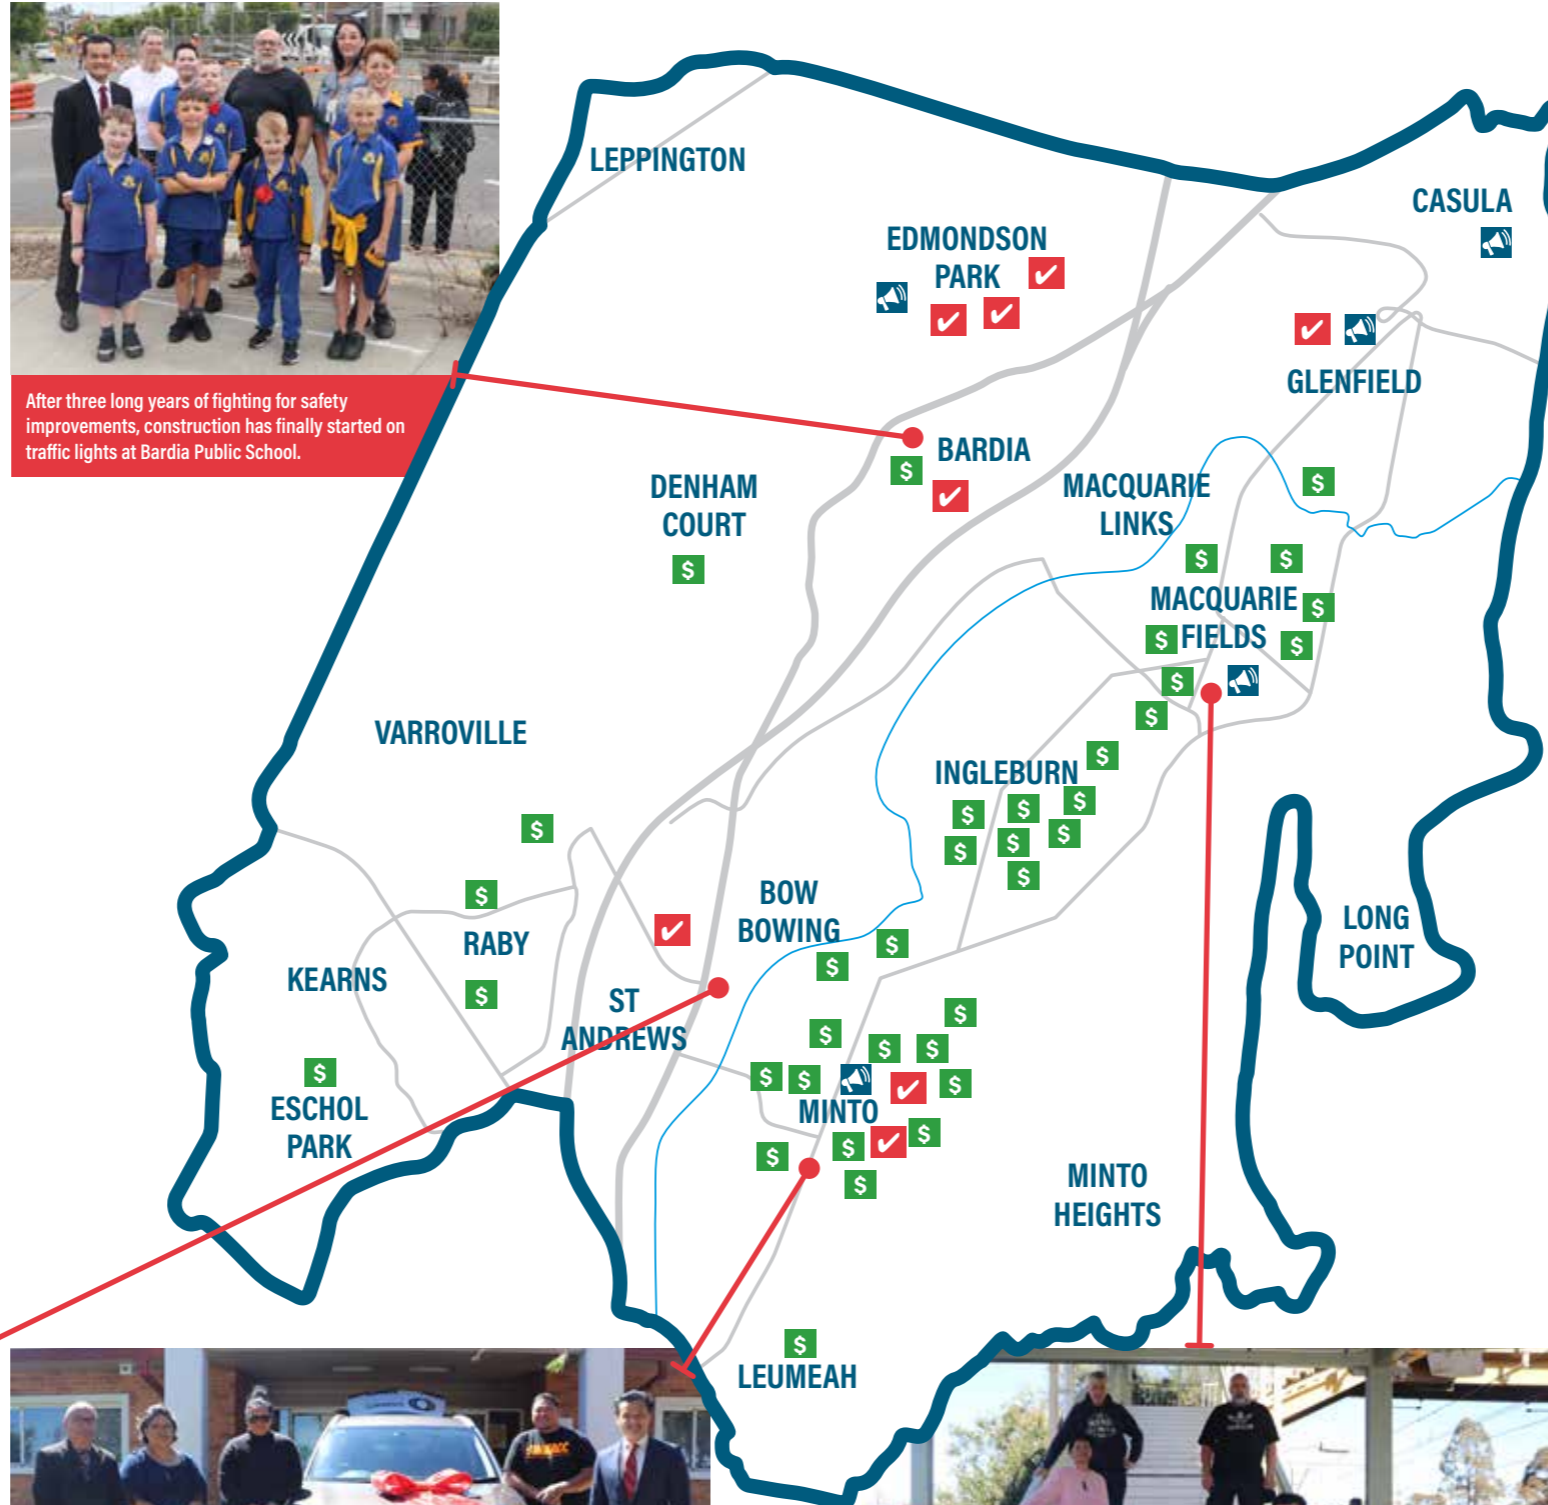 After three long years of fighting for safety
improvements, construction has finally started on
traffic lights at Bardia Public School.
LEPPINGTON
CASULA
EDMONDSON
PARK
GLENFIELD
BARDIA
DENHAM
COURT
MACQUARIE
LINKS
MACQUARIE
FIELDS
VARROVILLE
INGLEBURN
BOW
BOWING
LONG
POINT
RABY
KEARNS
ST
ANDREWS
ESCHOL
PARK
MINTO
MINTO
HEIGHTS
LEUMEAH